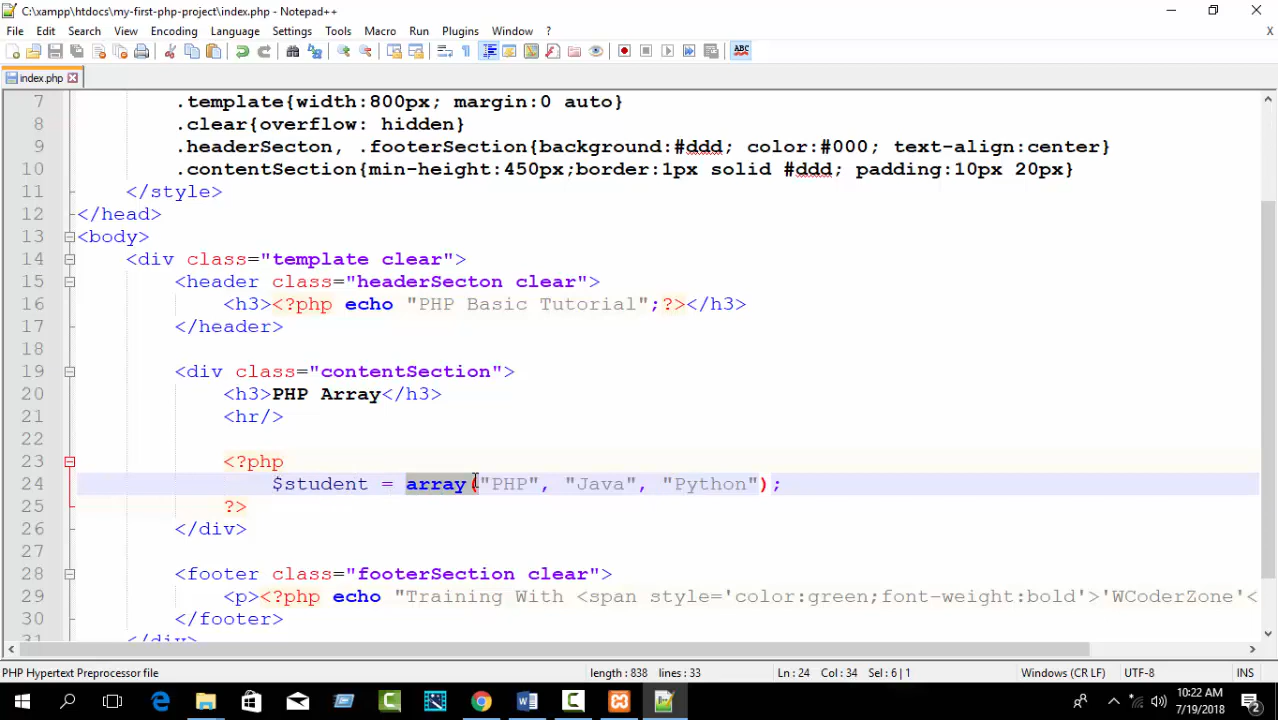 C:\xampp\htdocs\my-first-php-project\index.php - Notepad++
File Edit Search View Encoding Language Settings Tools Macro Run Plugins Window ?
X
ABC
index.php
7 .template{width:800px; margin:0 auto}
8 .clear{overflow: hidden}
9 .headerSecton, .footerSection{background:#ddd; color:#000; text-align:center}
10 .contentSection{min-height:450px;border:1px solid #ddd; padding:10px 20px}
11 </style>
12 </head>
13 <body>
14 <div class="template clear">
15 <header class="headerSecton clear">
16 <h3><?php echo "PHP Basic Tutorial";?></h3>
17 </header>
18
19 <div class="contentSection">
20 <h3>PHP Array</h3>
21 <hr/>
22
23 <?php
24 $student = array("PHP", "Java", "Python");
25 ?>
26 </div>
27
28 <footer class="footerSection clear">
29 <p><?php echo "Training With <span style='color:green;font-weight:bold'>'WCoderZone'<
30 </footer>
31 </div>
PHP Hypertext Preprocessor file length : 838 lines : 33 Ln : 24 Col : 34 Sel : 6 | 1 Windows (CR LF) UTF-8 INS
10:22 AM
7/19/2018
2